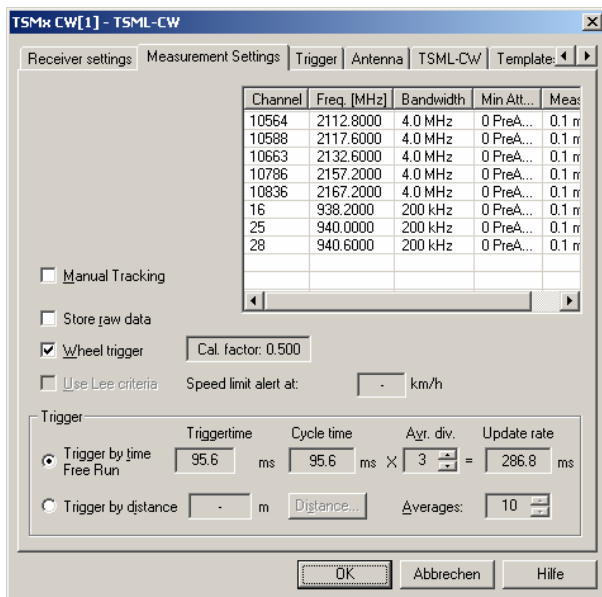 TSMx CW[1] - TSML-CW
Receiver settings Measurement Settings Trigger Antenna TSML-CW Template
Channel Freq. [MHz] Bandwidth Min Att... Meas
10564 2112.8000 4.0 MHz 0 PreA... 0.1 m
10588 2117.6000 4.0 MHz 0 PreA... 0.1 m
10663 2132.6000 4.0 MHz 0 PreA... 0.1 m
10786 2157.2000 4.0 MHz 0 PreA... 0.1 m
10836 2167.2000 4.0 MHz 0 PreA... 0.1 m
16 938.2000 200 kHz 0 PreA... 0.1 m
25 940.0000 200 kHz 0 PreA... 0.1 m
28 940.6000 200 kHz 0 PreA... 0.1 m
Manual Tracking
Store raw data
Wheel trigger Cal. factor: 0.500
Use Lee criteria Speed limit alert at: - km/h
Trigger
Triggertime Cycle time Avr. div. Update rate
Trigger by time
Free Run
95.6 ms 95.6 ms X 3 = 286.8 ms
Trigger by distance - m Distance... Averages: 10
OK Abbrechen Hilfe